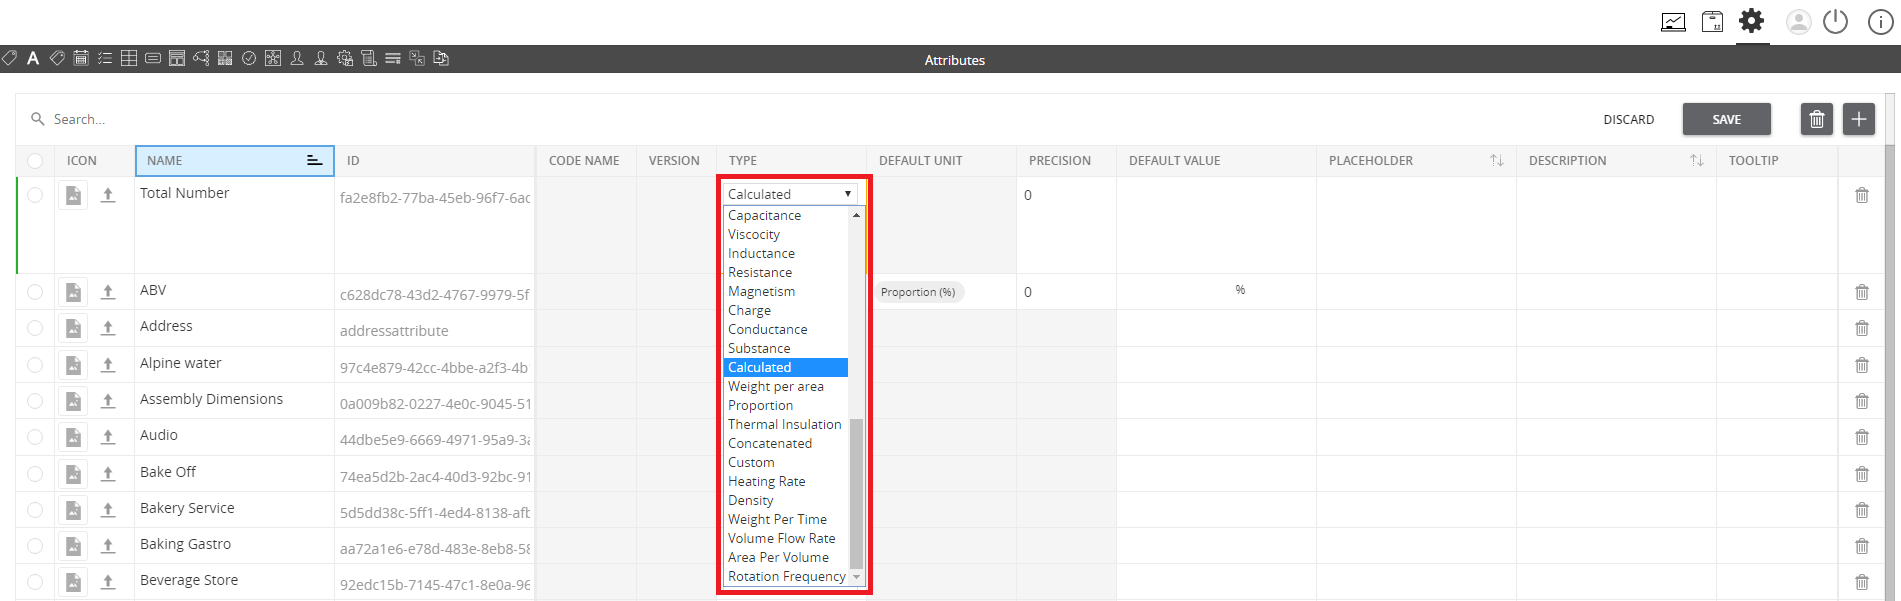 Attributes
Search...
DISCARD
SAVE
ICON NAME ID CODE NAME VERSION TYPE DEFAULT UNIT PRECISION DEFAULT VALUE PLACEHOLDER DESCRIPTION TOOLTIP
Total Number fa2e8fb2-77ba-45eb-96f7-6ac Calculated 0
Capacitance
Viscocity
Inductance
Resistance
Magnetism
Charge
Conductance
Substance
Calculated
Weight per area
Proportion
Thermal Insulation
Concatenated
Custom
Heating Rate
Density
Weight Per Time
Volume Flow Rate
Area Per Volume
Rotation Frequency
ABV c628dc78-43d2-4767-9979-5f Proportion (%) 0 %
Address addressattribute
Alpine water 97c4e879-42cc-4bbe-a2f3-4b
Assembly Dimensions 0a009b82-0227-4e0c-9045-51
Audio 44dbe5e9-6669-4971-95a9-3a
Bake Off 74ea5d2b-2ac4-40d3-92bc-91
Bakery Service 5d5dd38c-5ff1-4ed4-8138-afb
Baking Gastro aa72a1e6-e78d-483e-8eb8-58
Beverage Store 92edc15b-7145-47c1-8e0a-96